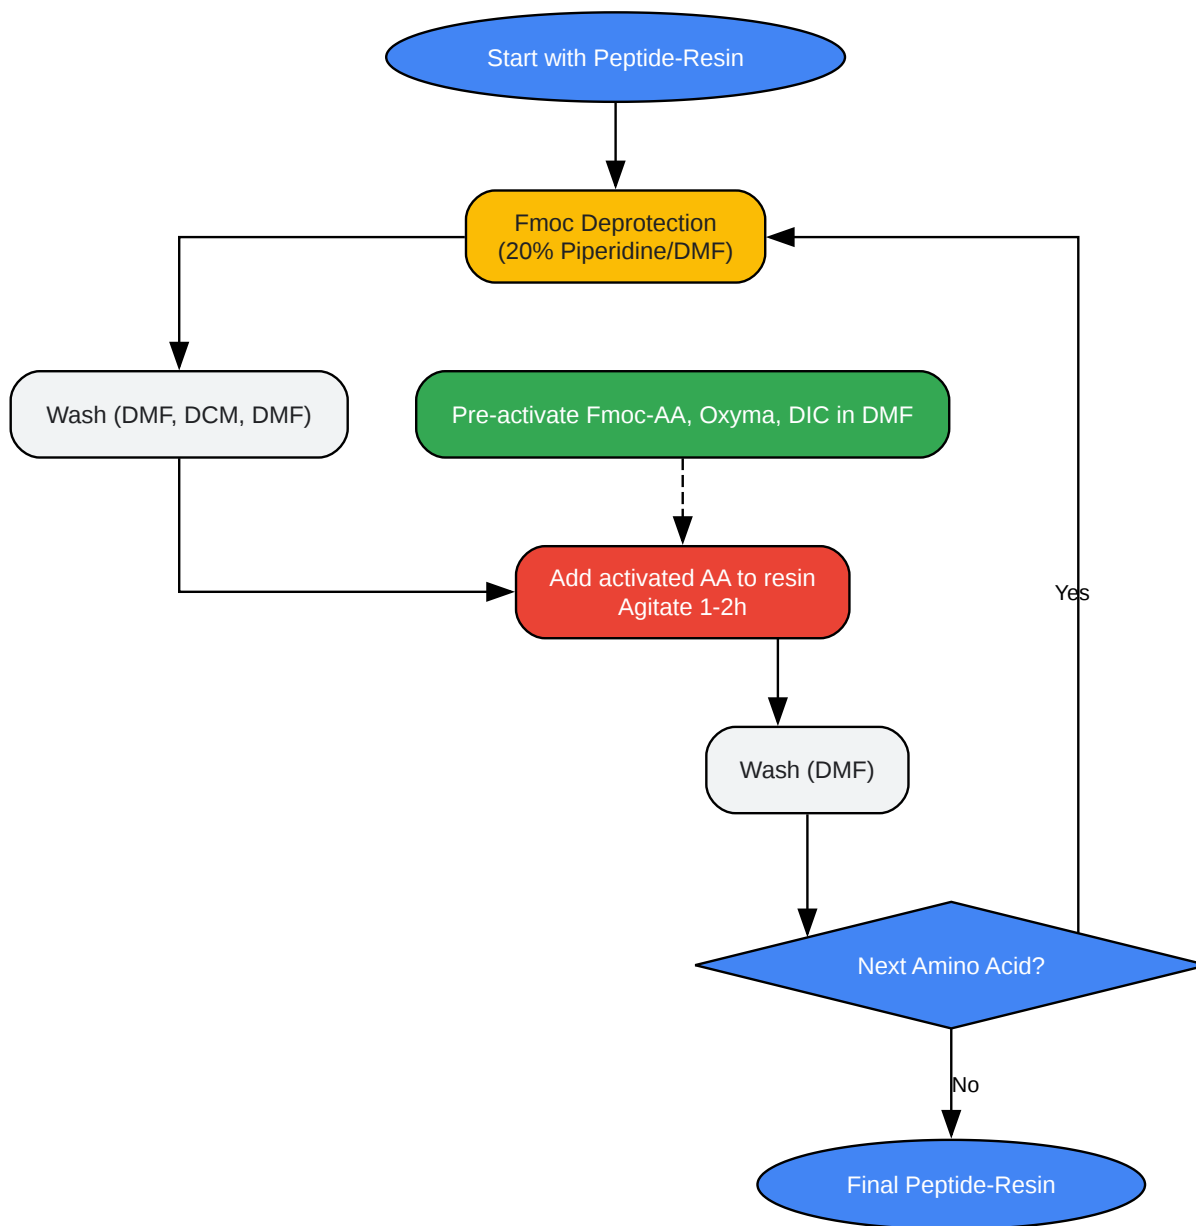 Start with Peptide-Resin
Fmoc Deprotection
(20% Piperidine/DMF)
Wash (DMF, DCM, DMF)
Pre-activate Fmoc-AA, Oxyma, DIC in DMF
Add activated AA to resin
Agitate 1-2h
Yes
Wash (DMF)
Next Amino Acid?
No
Final Peptide-Resin